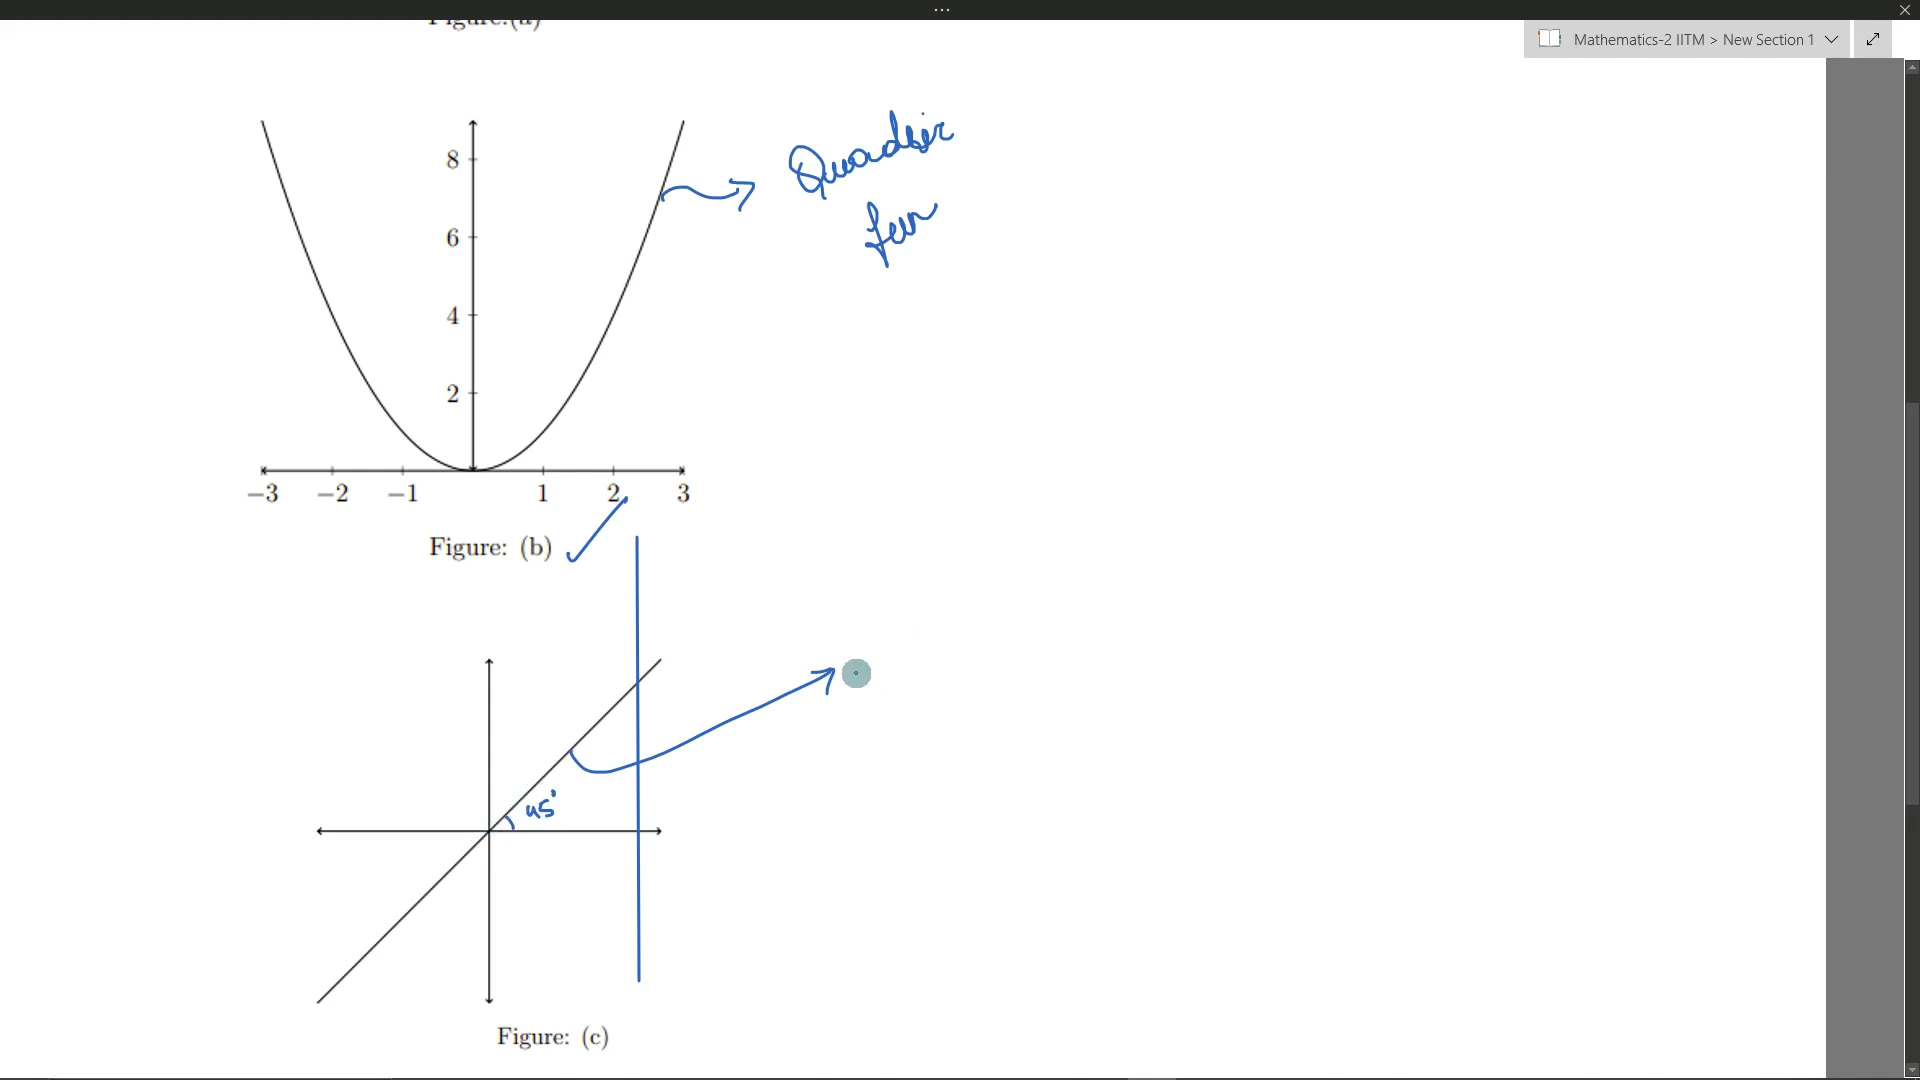 Figure:(a)
Mathematics-2 IITM > New Section 1
8
6
4
2
−3 −2 −1 1 2 3
Figure: (b)
fun
45°
Figure: (c)